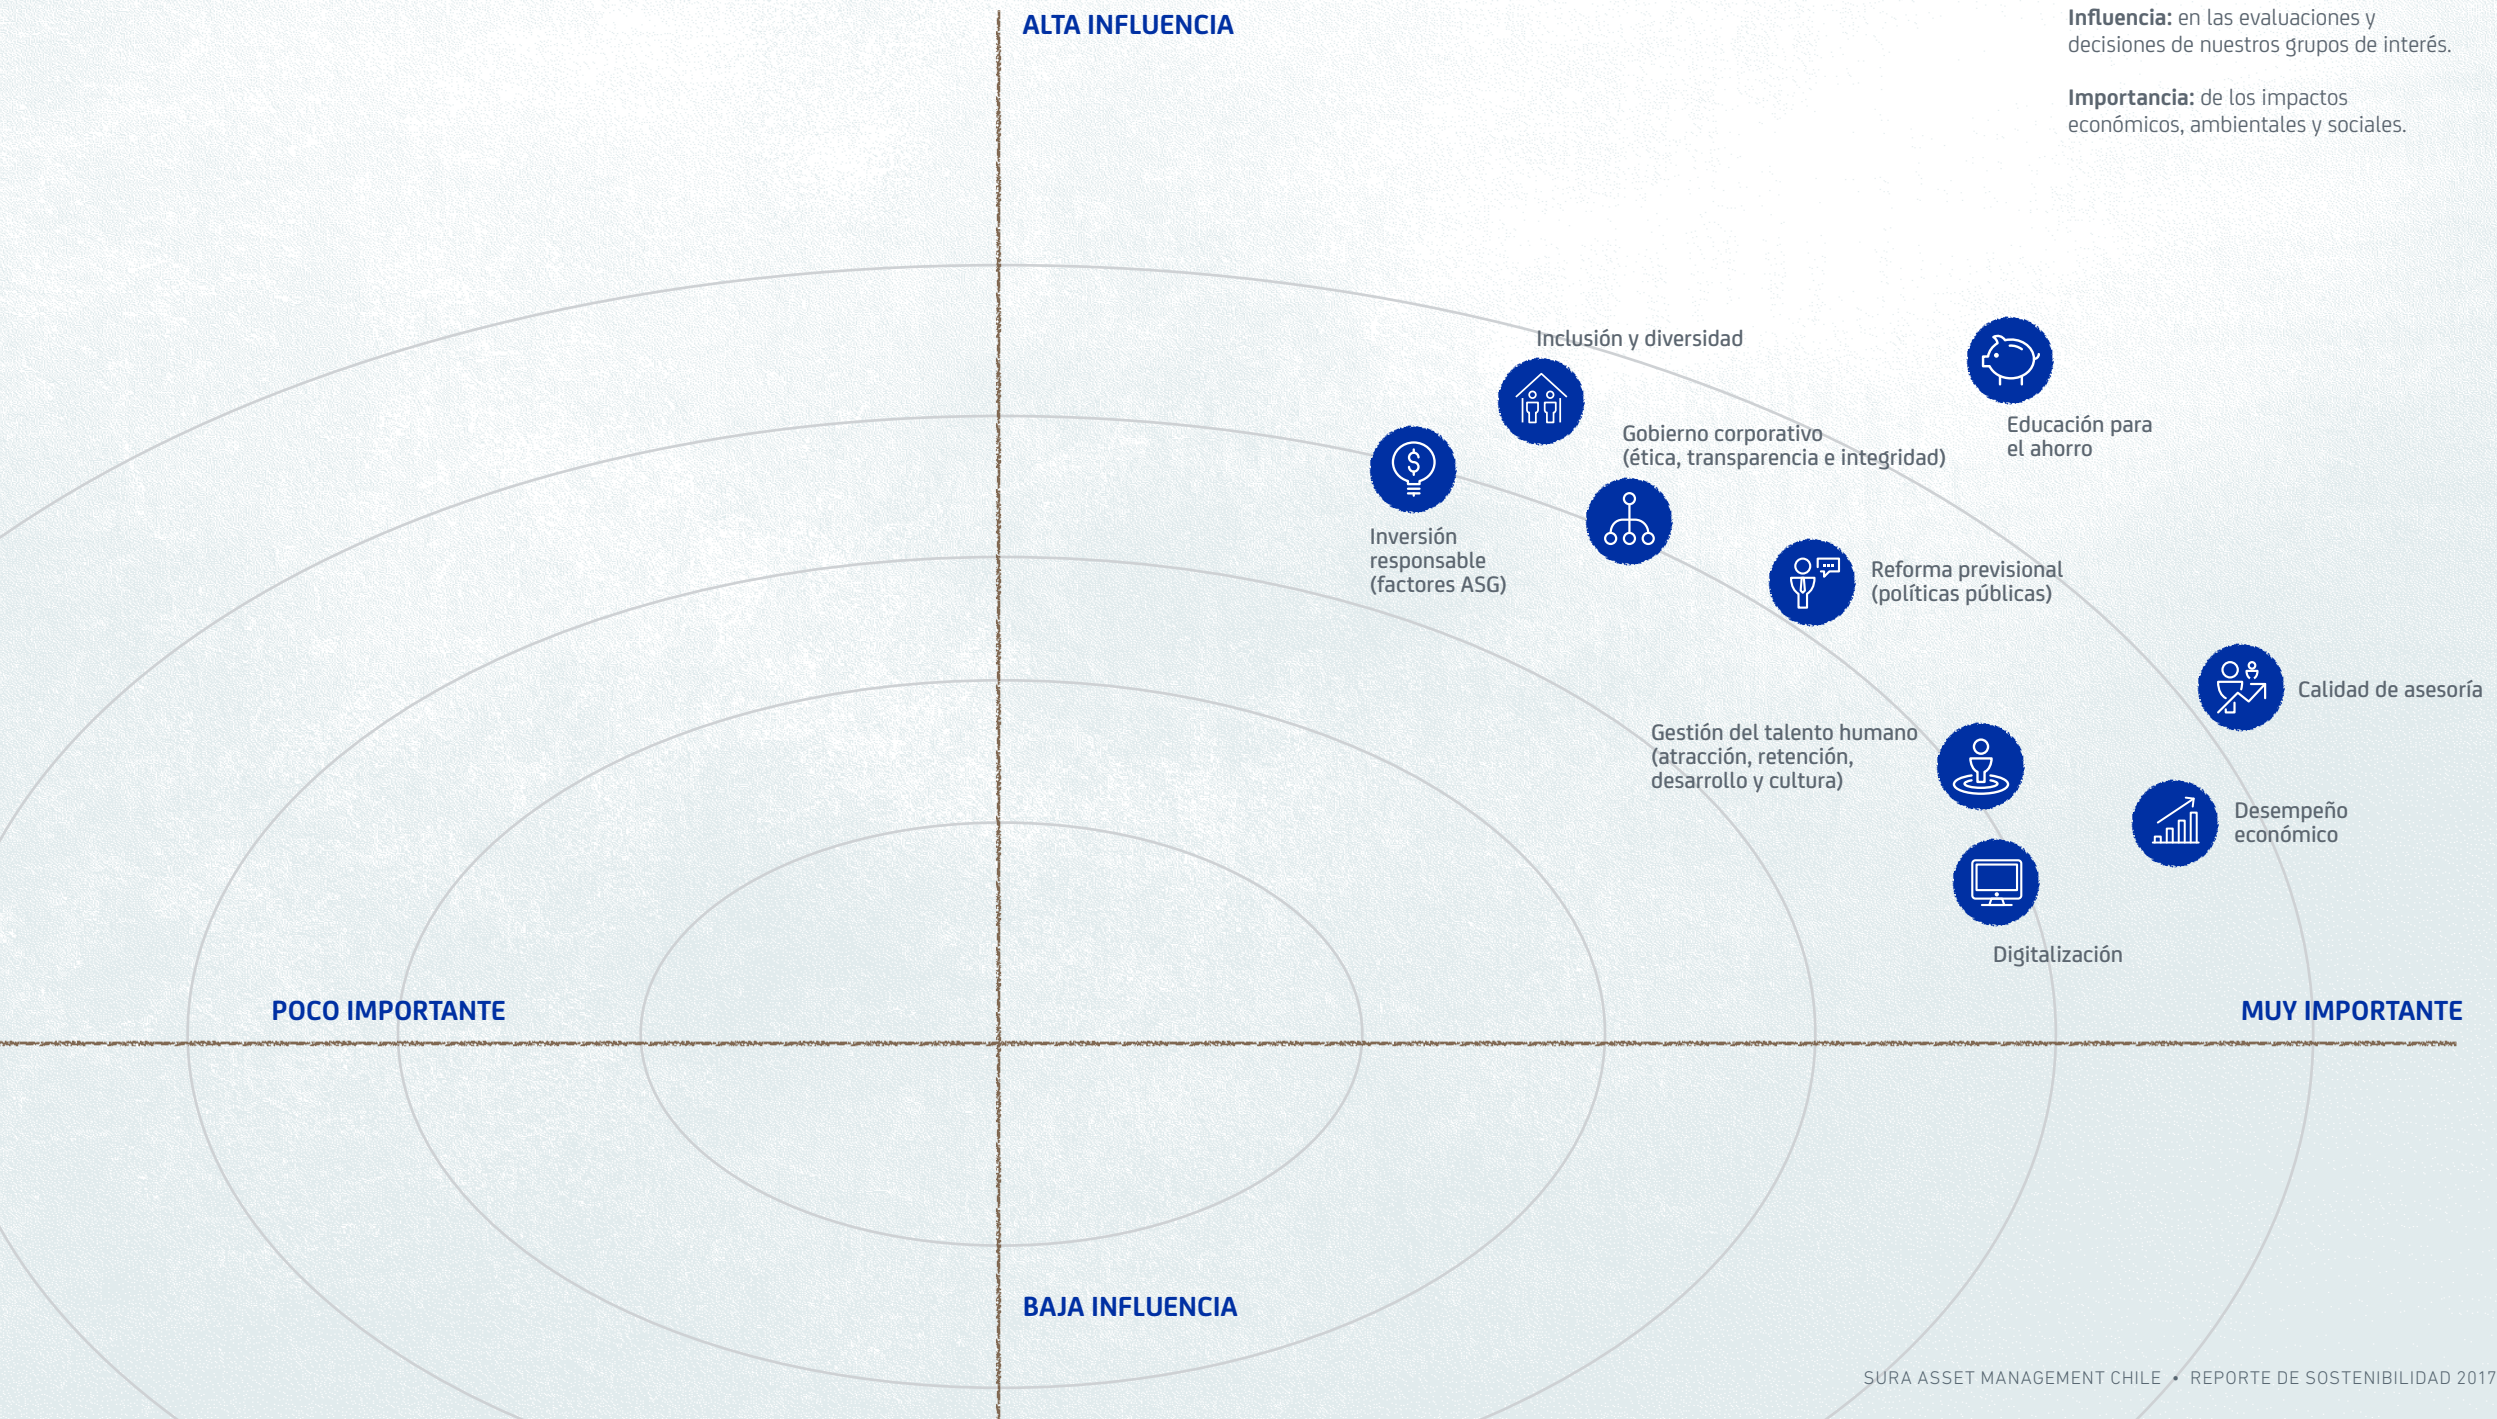 ALTA INFLUENCIA
Influencia: en las evaluaciones y
decisiones de nuestros grupos de interés.
Importancia: de los impactos
económicos, ambientales y sociales.
Inclusión y diversidad
Educación para
el ahorro
Gobierno corporativo
(ética, transparencia e integridad)
Inversión
responsable
(factores ASG)
Reforma previsional
(políticas públicas)
Calidad de asesoría
Gestión del talento humano
(atracción, retención,
desarrollo y cultura)
Desempeño
económico
Digitalización
POCO IMPORTANTE
MUY IMPORTANTE
BAJA INFLUENCIA
SURA ASSET MANAGEMENT CHILE • REPORTE DE SOSTENIBILIDAD 2017